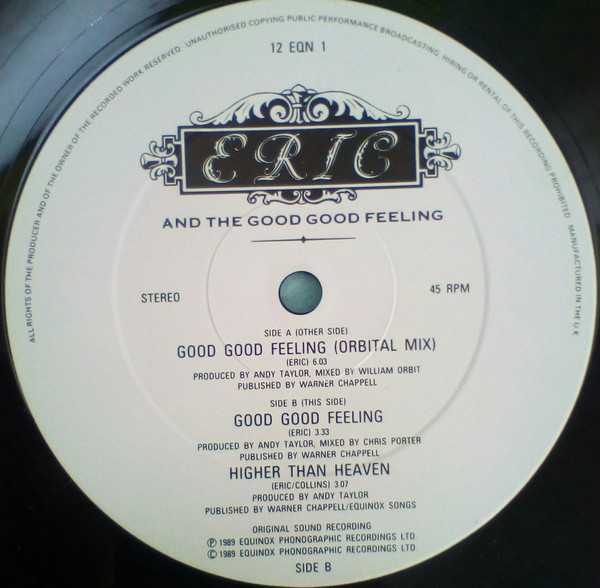 ALL RIGHTS OF THE PRODUCER AND OF THE OWNER OF THE RECORDED WORK RESERVED. UNAUTHORISED COPYING PUBLIC PERFORMANCE BROADCASTING. HIRING OR RENTAL OF THIS RECORDING PROHIBITED. MANUFACTURED IN THE U.K.
12 EQN 1
ERIC
AND THE GOOD GOOD FEELING
STEREO
45 RPM
SIDE A (OTHER SIDE)
GOOD GOOD FEELING (ORBITAL MIX)
(ERIC) 6.03
PRODUCED BY ANDY TAYLOR, MIXED BY WILLIAM ORBIT
PUBLISHED BY WARNER CHAPPELL
SIDE B (THIS SIDE)
GOOD GOOD FEELING
(ERIC) 3.33
PRODUCED BY ANDY TAYLOR, MIXED BY CHRIS PORTER
PUBLISHED BY WARNER CHAPPELL
HIGHER THAN HEAVEN
(ERIC/COLLINS) 3.07
PRODUCED BY ANDY TAYLOR
PUBLISHED BY WARNER CHAPPELL/EQUINOX SONGS
ORIGINAL SOUND RECORDING
Ⓟ 1989 EQUINOX PHONOGRAPHIC RECORDINGS LTD.
© 1989 EQUINOX PHONOGRAPHIC RECORDINGS LTD.
SIDE B